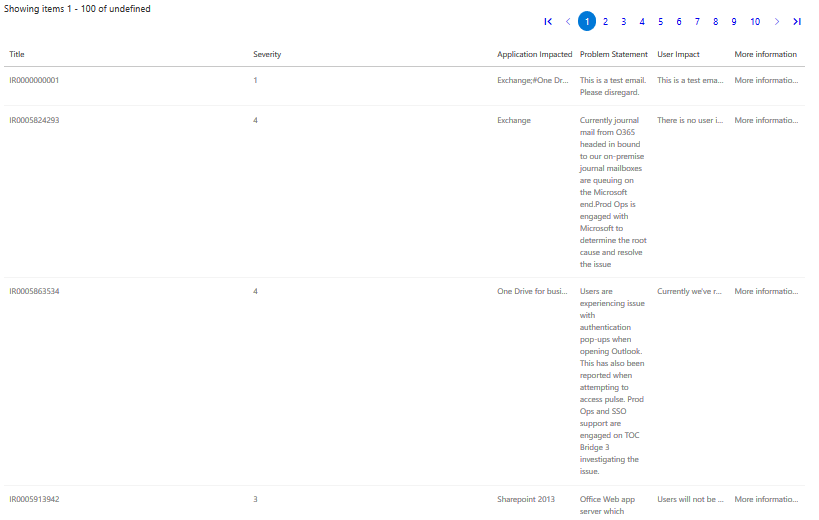 Showing items 1 - 100 of undefined
1 2 3 4 5 6 7 8 9 10
Title Severity Application Impacted Problem Statement User Impact More information
IR0000000001 1 Exchange;#One Dr... This is a test email. This is a test ema... More informatio...
Please disregard.
IR0005824293 4 Exchange Currently journal There is no user i... More informatio...
mail from O365
headed in bound
to our on-premise
journal mailboxes
are queuing on
the Microsoft
end.Prod Ops is
engaged with
Microsoft to
determine the root
cause and resolve
the issue
IR0005863534 4 One Drive for busi... Users are Currently we've r... More informatio...
experiencing issue
with
authentication
pop-ups when
opening Outlook.
This has also been
reported when
attempting to
access pulse. Prod
Ops and SSO
support are
engaged on TOC
Bridge 3
investigating the
issue.
IR0005913942 3 Sharepoint 2013 Office Web app Users will not be ... More informatio...
server which